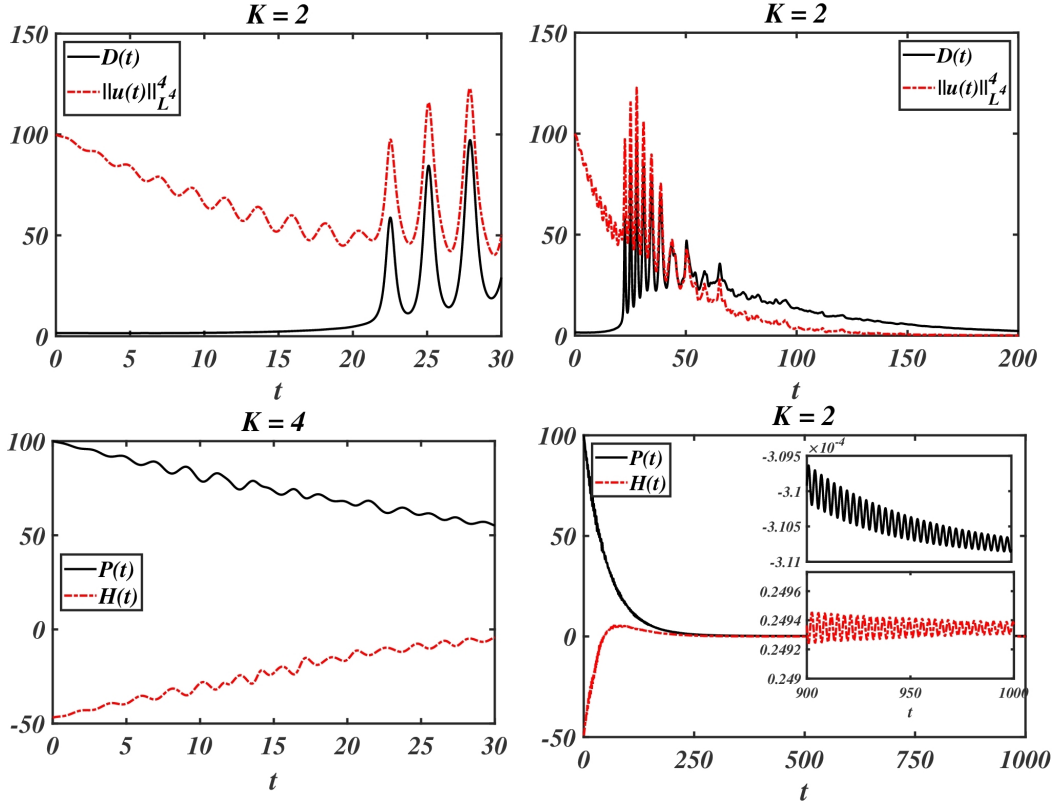 K = 2
150
100
50
0
D(t)
||u(t)||⁴_L⁴
0 5 10 15 20 25 30
t
K = 2
150
100
50
0
D(t)
||u(t)||⁴_L⁴
0 50 100 150 200
t
K = 4
100
50
0
-50
P(t)
H(t)
0 5 10 15 20 25 30
t
K = 2
100
50
0
-50
P(t)
H(t)
0 250 500 750 1000
t
×10⁻⁴
-3.095
-3.1
-3.105
-3.11
0.2496
0.2494
0.2492
0.249
900 950 1000
t